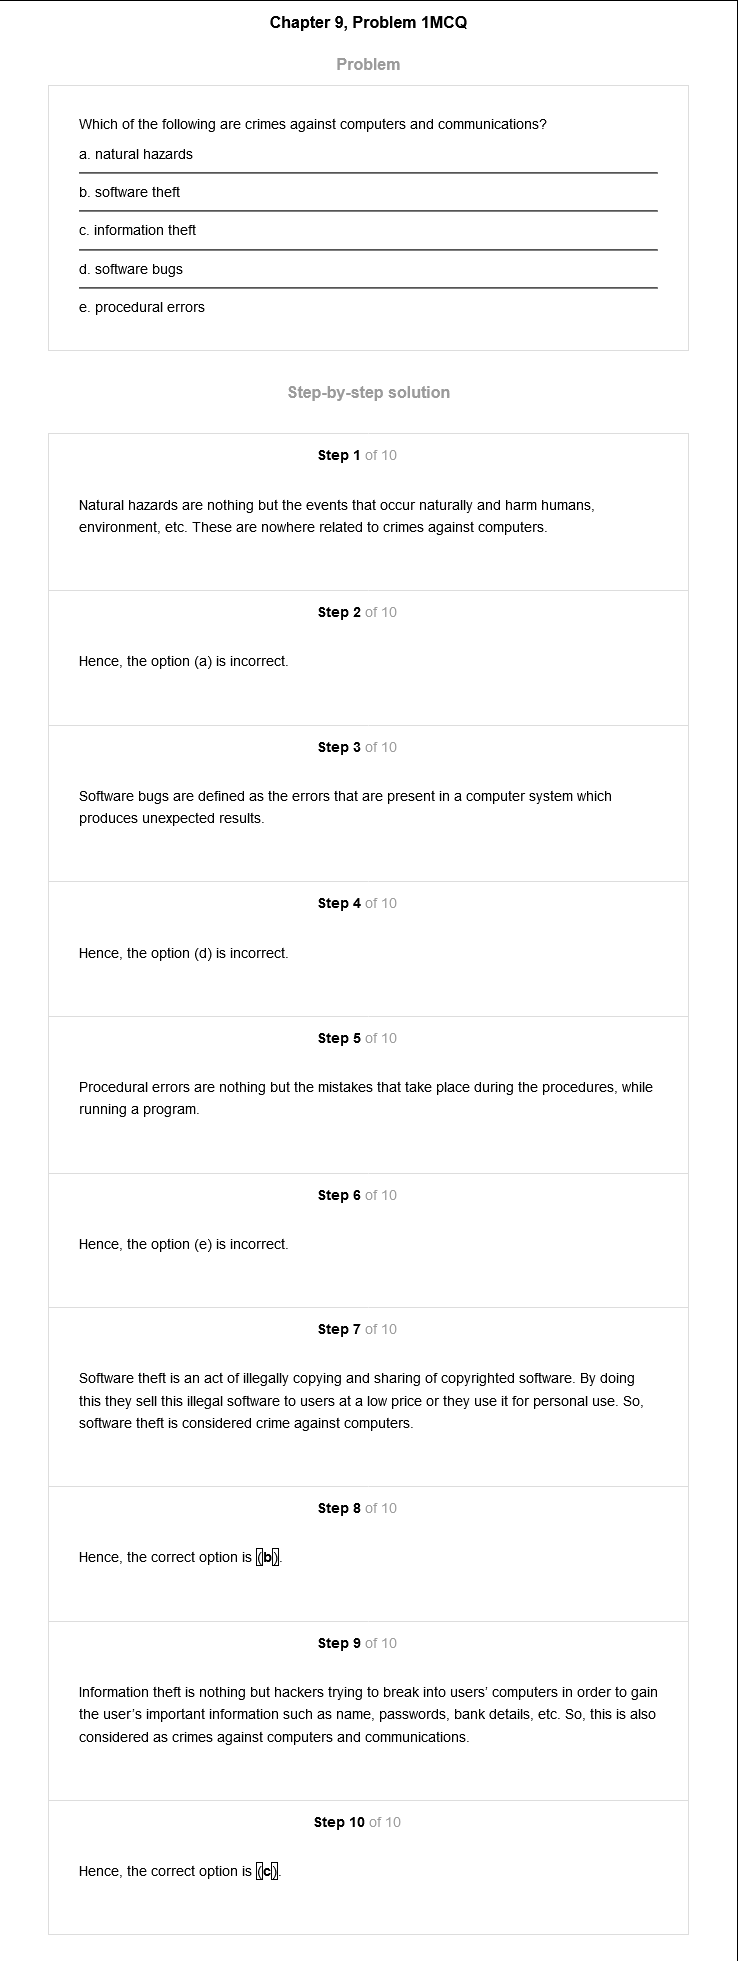 Chapter 9, Problem 1MCQ
Problem
Which of the following are crimes against computers and communications?
a. natural hazards
b. software theft
c. information theft
d. software bugs
e. procedural errors
Step-by-step solution
Step 1 of 10
Natural hazards are nothing but the events that occur naturally and harm humans,
environment, etc. These are nowhere related to crimes against computers.
Step 2 of 10
Hence, the option (a) is incorrect.
Step 3 of 10
Software bugs are defined as the errors that are present in a computer system which
produces unexpected results.
Step 4 of 10
Hence, the option (d) is incorrect.
Step 5 of 10
Procedural errors are nothing but the mistakes that take place during the procedures, while
running a program.
Step 6 of 10
Hence, the option (e) is incorrect.
Step 7 of 10
Software theft is an act of illegally copying and sharing of copyrighted software. By doing
this they sell this illegal software to users at a low price or they use it for personal use. So,
software theft is considered crime against computers.
Step 8 of 10
Hence, the correct option is (b).
Step 9 of 10
Information theft is nothing but hackers trying to break into users’ computers in order to gain
the user’s important information such as name, passwords, bank details, etc. So, this is also
considered as crimes against computers and communications.
Step 10 of 10
Hence, the correct option is (c).